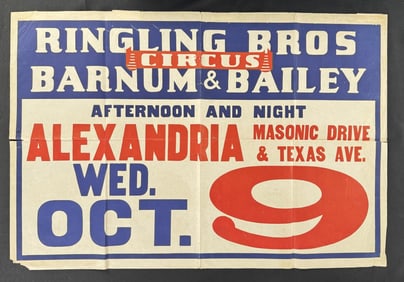 RINGLING BROS
CIRCUS
BARNUM & BAILEY
AFTERNOON AND NIGHT
ALEXANDRIA
MASONIC DRIVE
& TEXAS AVE.
WED.
OCT. 9